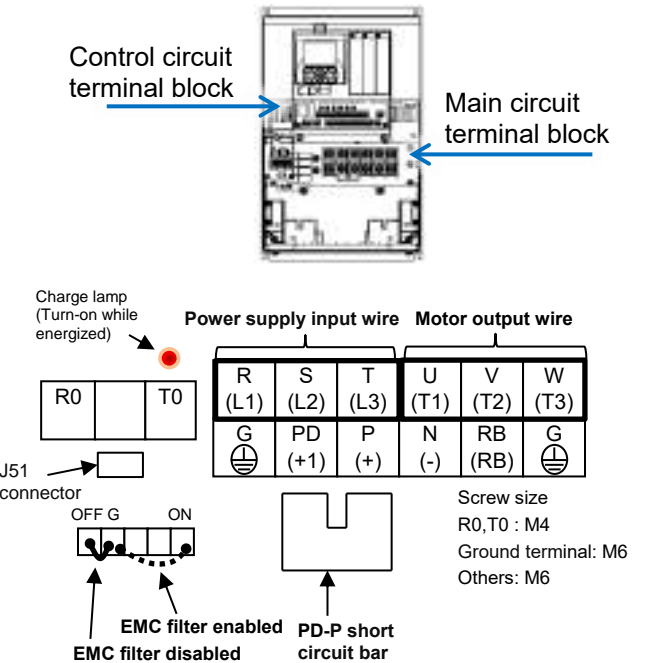 Control circuit
terminal block
Main circuit
terminal block
Charge lamp
(Turn-on while
energized)
Power supply input wire Motor output wire
R0 T0
R S T U V W
(L1) (L2) (L3) (T1) (T2) (T3)
G PD P N RB G
(+1) (+) (-) (RB)
J51
connector
OFF G ON
Screw size
R0,T0 : M4
Ground terminal: M6
Others: M6
EMC filter enabled
EMC filter disabled
PD-P short
circuit bar